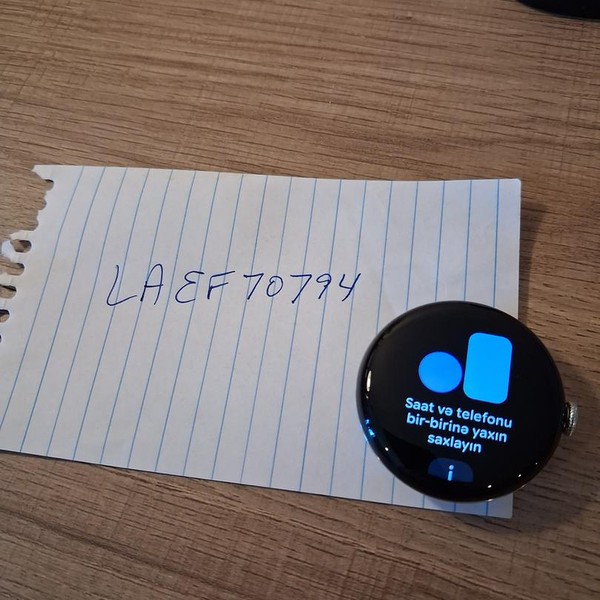 LAEF70794
Saat və telefonu
bir-birinə yaxın
saxlayın
i